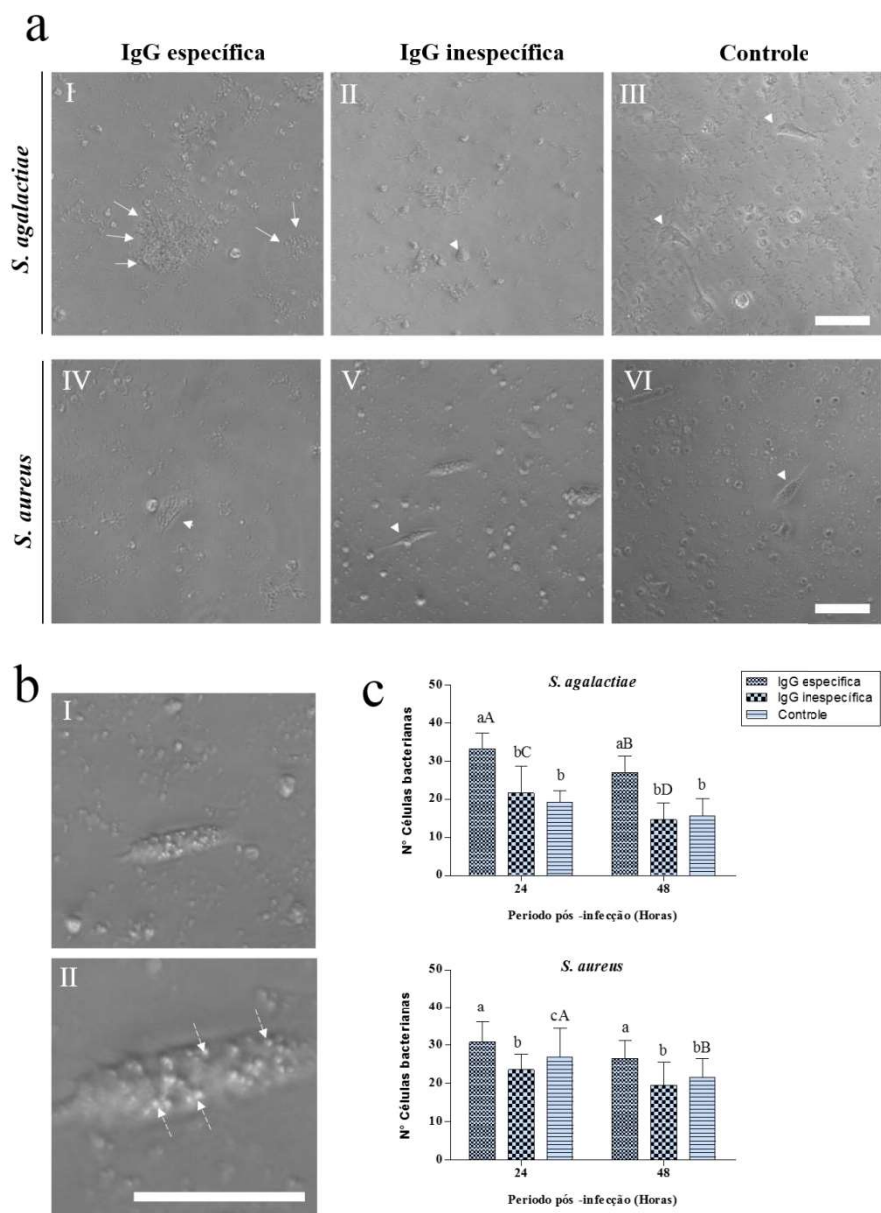 a
IgG específica IgG inespecífica Controle
S. agalactiae
I II III
S. aureus
IV V VI
b
I
II
c
S. agalactiae
IgG específica
IgG inespecífica
Controle
N° Células bacterianas
50
40
30
20
10
0
aA bC b aB bD b
24 48
Periodo pós -infecção (Horas)
S. aureus
N° Células bacterianas
50
40
30
20
10
0
a b cA a b bB
24 48
Periodo pós -infecção (Horas)